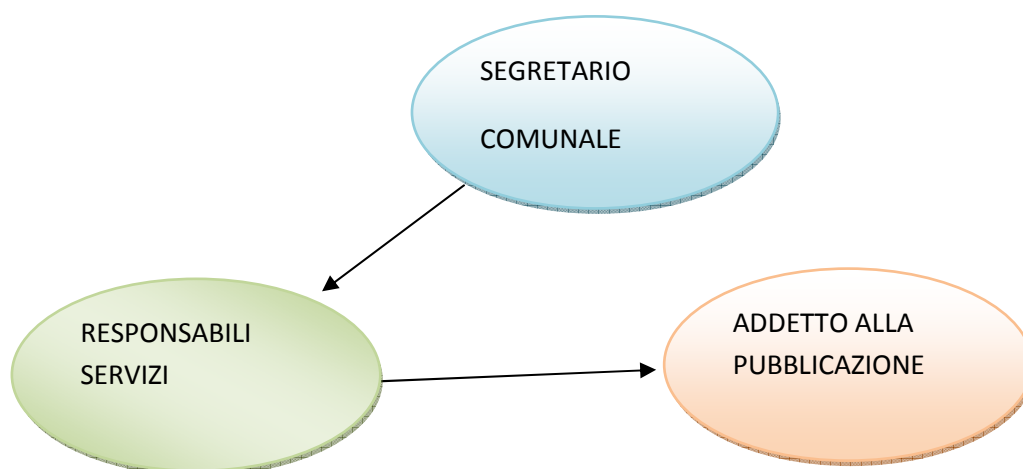 SEGRETARIO
COMUNALE
RESPONSABILI
SERVIZI
ADDETTO ALLA
PUBBLICAZIONE